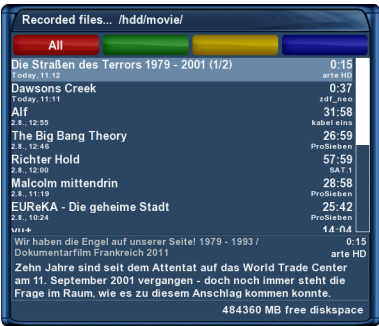 Recorded files... /hdd/movie/
All
Die Straßen des Terrors 1979 - 2001 (1/2) 0:15
Today, 11:12 arte HD
Dawsons Creek 0:37
Today, 11:11 zdf_neo
Alf 31:58
2.8., 12:55 kabel eins
The Big Bang Theory 26:59
2.8., 12:46 ProSieben
Richter Hold 57:59
2.8., 12:00 SAT.1
Malcolm mittendrin 28:58
2.8., 11:19 ProSieben
EUReKA - Die geheime Stadt 25:42
2.8., 10:24 ProSieben
14:04
Wir haben die Engel auf unserer Seite! 1979 - 1993 / 0:15
Dokumentarfilm Frankreich 2011 arte HD
Zehn Jahre sind seit dem Attentat auf das World Trade Center
am 11. September 2001 vergangen - doch noch immer steht die
Frage im Raum, wie es zu diesem Anschlag kommen konnte.
484360 MB free diskspace